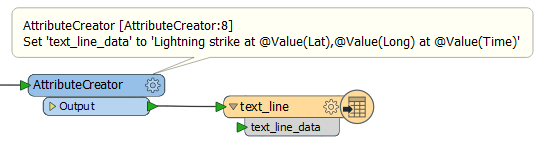 AttributeCreator [AttributeCreator:8]
Set 'text_line_data' to 'Lightning strike at @Value(Lat),@Value(Long) at @Value(Time)'
AttributeCreator
Output
text_line
text_line_data